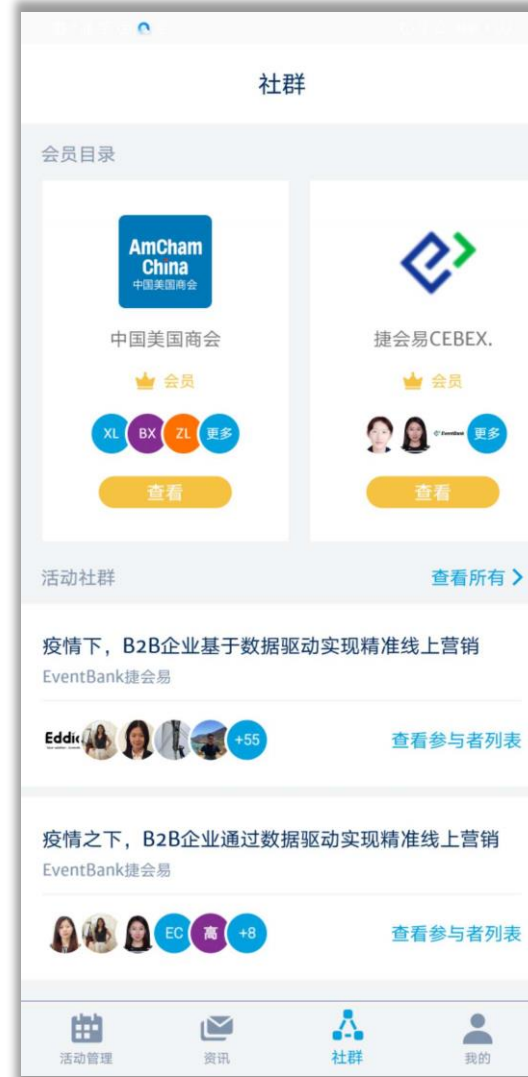 社群
会员目录
AmCham
China
中国美国商会
中国美国商会
捷会易CEBEX.
会员
会员
XL BX ZL 更多
EventBank 更多
查看
查看
活动社群 查看所有
疫情下，B2B企业基于数据驱动实现精准线上营销
EventBank捷会易
Eddic +55 查看参与者列表
疫情之下，B2B企业通过数据驱动实现精准线上营销
EventBank捷会易
EC 高 +8 查看参与者列表
活动管理 资讯 社群 我的